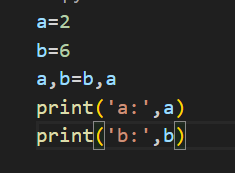 a=2
b=6
a,b=b,a
print('a:',a)
print('b:',b)